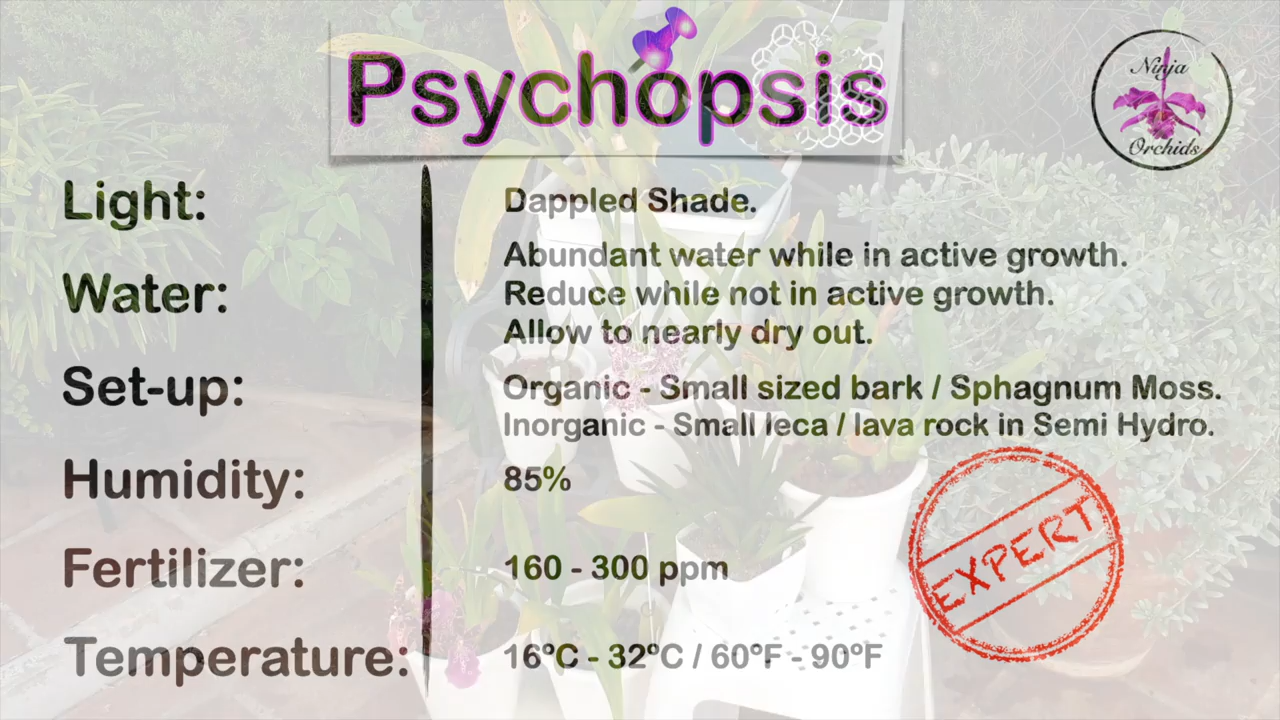 Psychopsis
Ninja
Orchids
Light:
Dappled Shade.
Water:
Abundant water while in active growth.
Reduce while not in active growth.
Allow to nearly dry out.
Set-up:
Organic - Small sized bark / Sphagnum Moss.
Inorganic - Small leca / lava rock in Semi Hydro.
Humidity:
85%
Fertilizer:
160 - 300 ppm
Temperature:
16ºC - 32ºC / 60ºF - 90ºF
EXPERT